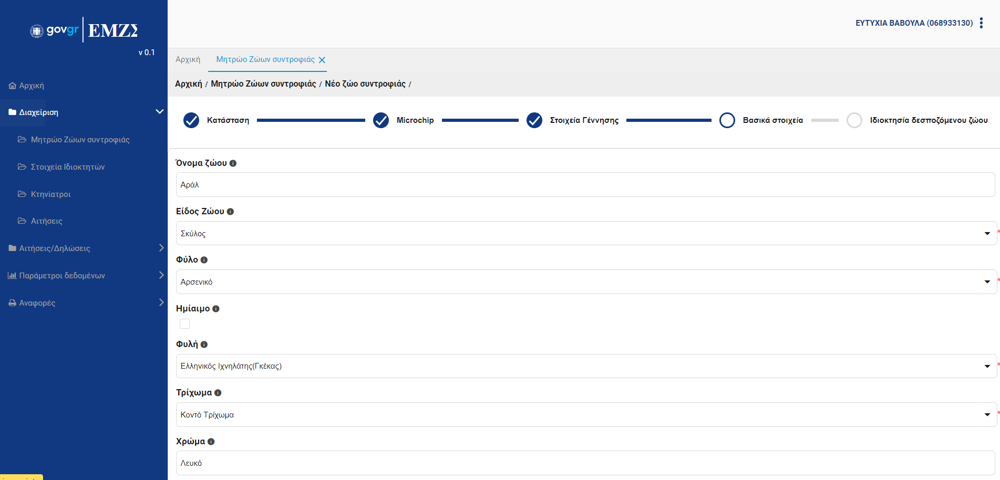 govgr ΕΜΖΣ
v 0.1
ΕΥΤΥΧΙΑ ΒΑΒΟΥΛΑ (068933130)
Αρχική
Διαχείριση
Μητρώο Ζώων συντροφιάς
Στοιχεία Ιδιοκτητών
Κτηνίατροι
Αιτήσεις
Αιτήσεις/Δηλώσεις
Παράμετροι δεδομένων
Αναφορές
Αρχική Μητρώο Ζώων συντροφιάς
Αρχική / Μητρώο Ζώων συντροφιάς / Νέο ζώο συντροφιάς /
Κατάσταση Microchip Στοιχεία Γέννησης Βασικά στοιχεία Ιδιοκτησία δεσποζόμενου ζώου
Όνομα ζώου
Αράλ
Είδος Ζώου
Σκύλος *
Φύλο
Αρσενικό *
Ημίαιμο
Φυλή
Ελληνικός Ιχνηλάτης(Γκέκας) *
Τρίχωμα
Κοντό Τρίχωμα *
Χρώμα
Λευκό